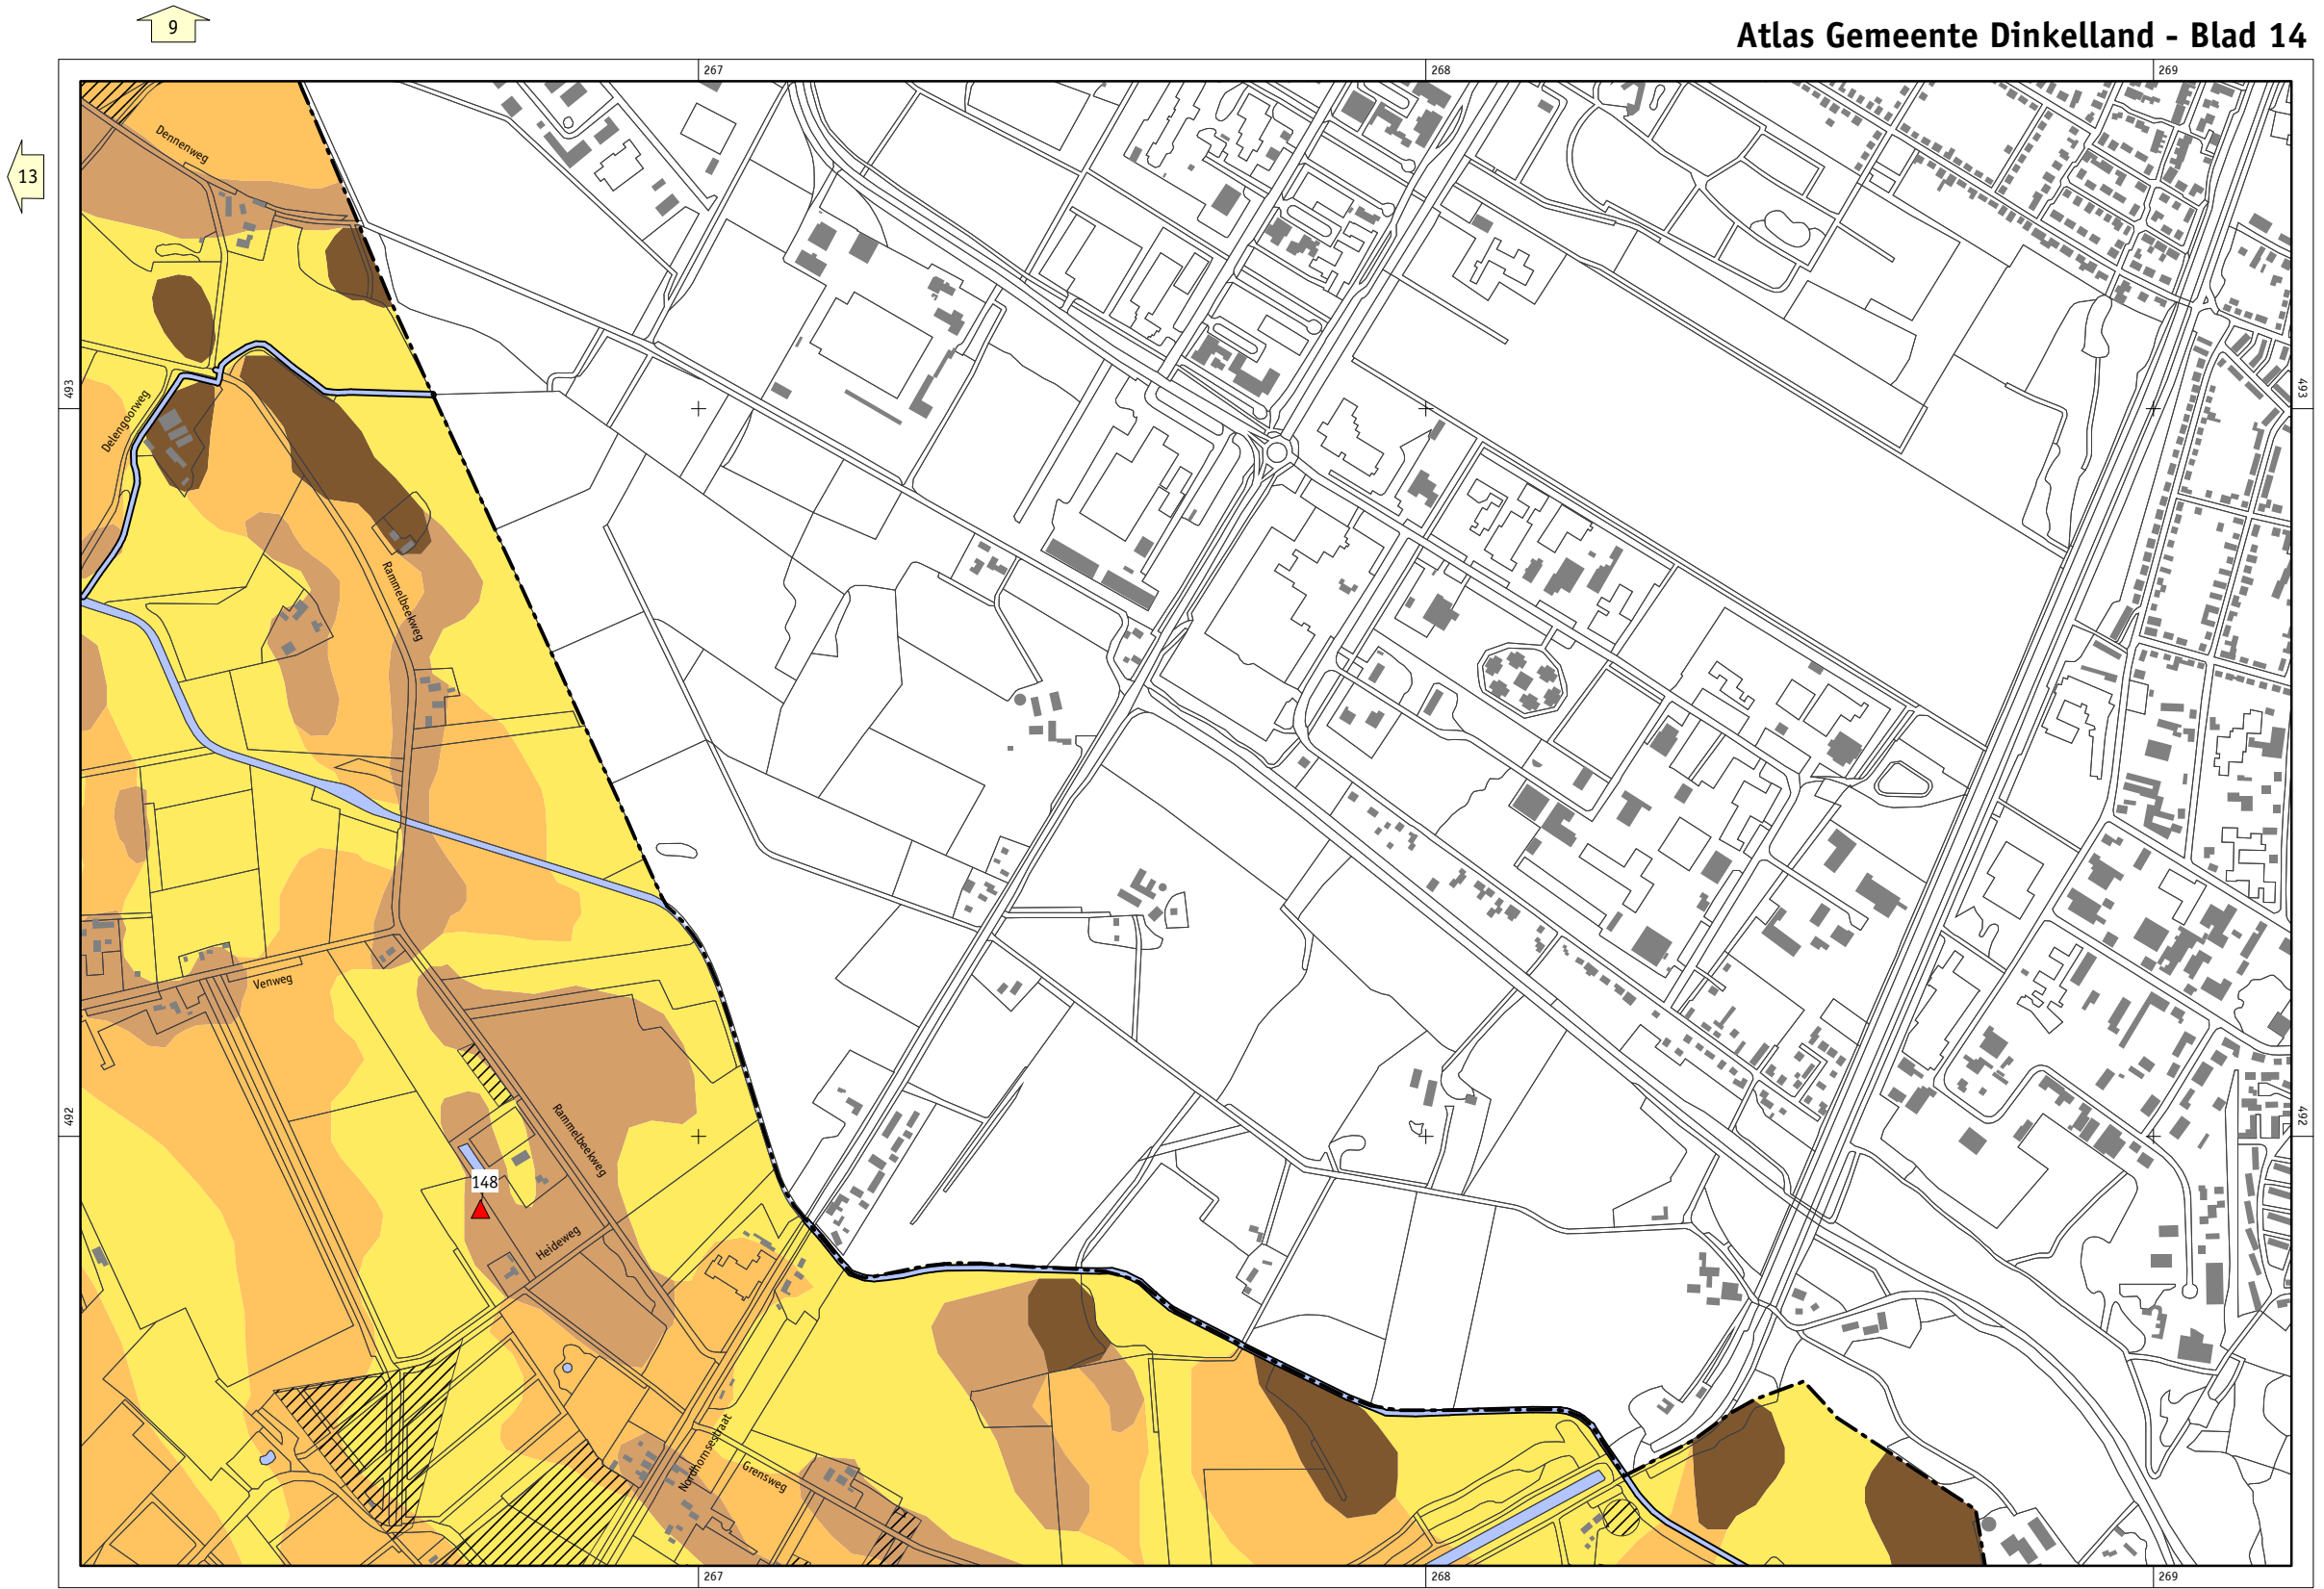 9
Atlas Gemeente Dinkelland - Blad 14
267
268
269
13
Dennenweg
493
493
Delengoorweg
Rammelbeekweg
Venweg
492
492
Rammelbeekweg
148
Heideweg
Nordhornsestraat
Grensweg
267
268
269